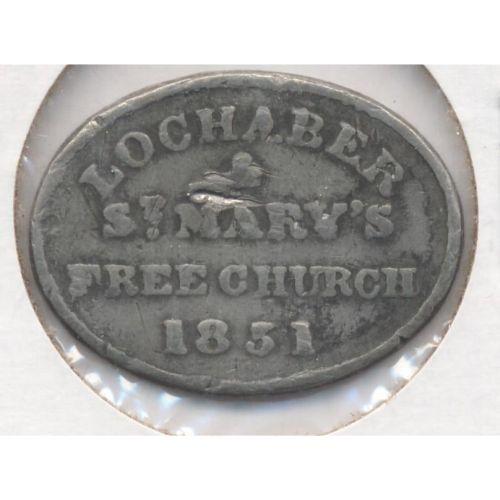 LOCHABER
ST. MARY'S
FREE CHURCH
1851